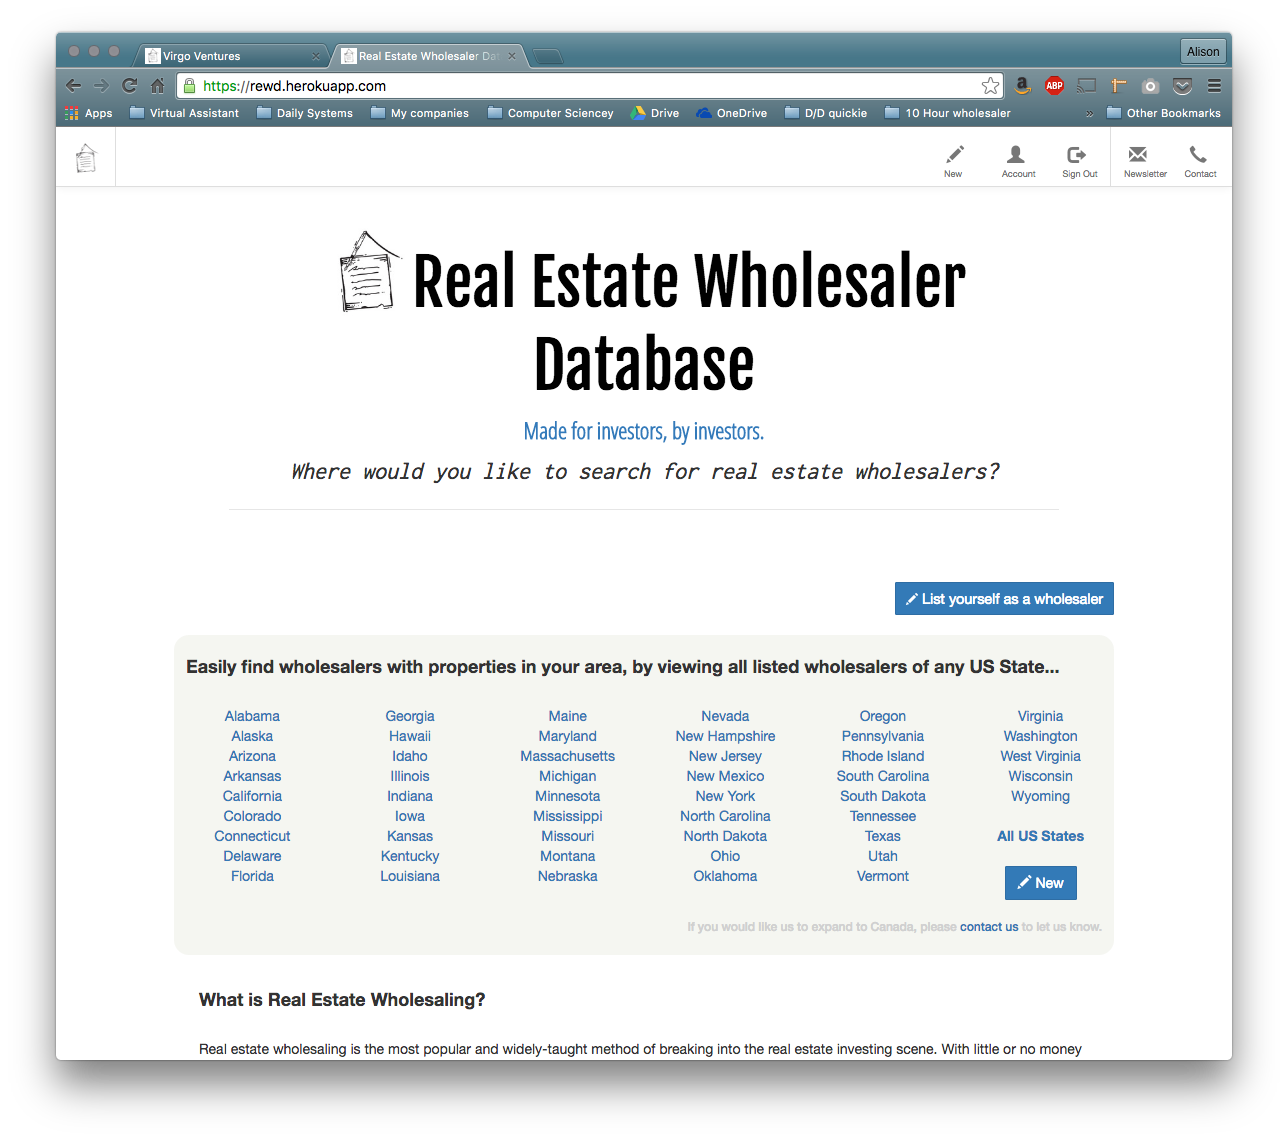 Virgo Ventures
Real Estate Wholesaler Dat
Alison
https://rewd.herokuapp.com
ABP
Apps Virtual Assistant Daily Systems My companies Computer Sciencey Drive OneDrive D/D quickie 10 Hour wholesaler » Other Bookmarks
New Account Sign Out Newsletter Contact
Real Estate Wholesaler
Database
Made for investors, by investors.
Where would you like to search for real estate wholesalers?
List yourself as a wholesaler
Easily find wholesalers with properties in your area, by viewing all listed wholesalers of any US State...
Alabama Georgia Maine Nevada Oregon Virginia
Alaska Hawaii Maryland New Hampshire Pennsylvania Washington
Arizona Idaho Massachusetts New Jersey Rhode Island West Virginia
Arkansas Illinois Michigan New Mexico South Carolina Wisconsin
California Indiana Minnesota New York South Dakota Wyoming
Colorado Iowa Mississippi North Carolina Tennessee
Connecticut Kansas Missouri North Dakota Texas All US States
Delaware Kentucky Montana Ohio Utah
Florida Louisiana Nebraska Oklahoma Vermont
New
If you would like us to expand to Canada, please contact us to let us know.
What is Real Estate Wholesaling?
Real estate wholesaling is the most popular and widely-taught method of breaking into the real estate investing scene. With little or no money